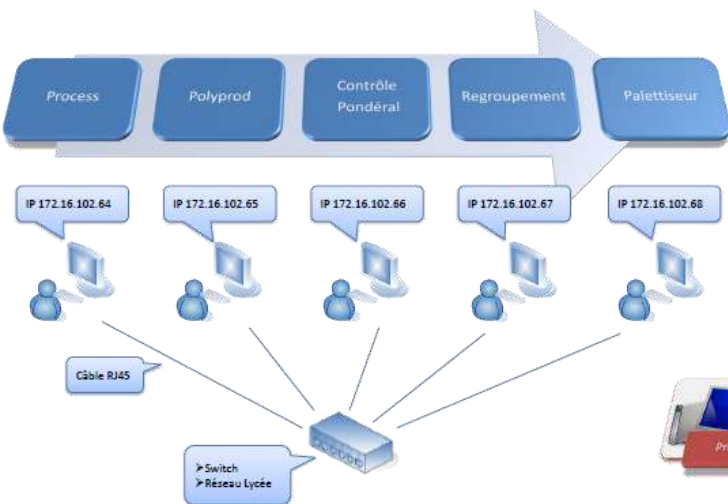 Process
Polyprod
Contrôle
Pondéral
Regroupement
Palettiseur
IP 172.16.102.64
IP 172.16.102.65
IP 172.16.102.66
IP 172.16.102.67
IP 172.16.102.68
Câble RJ45
➤Switch
➤Réseau Lycée